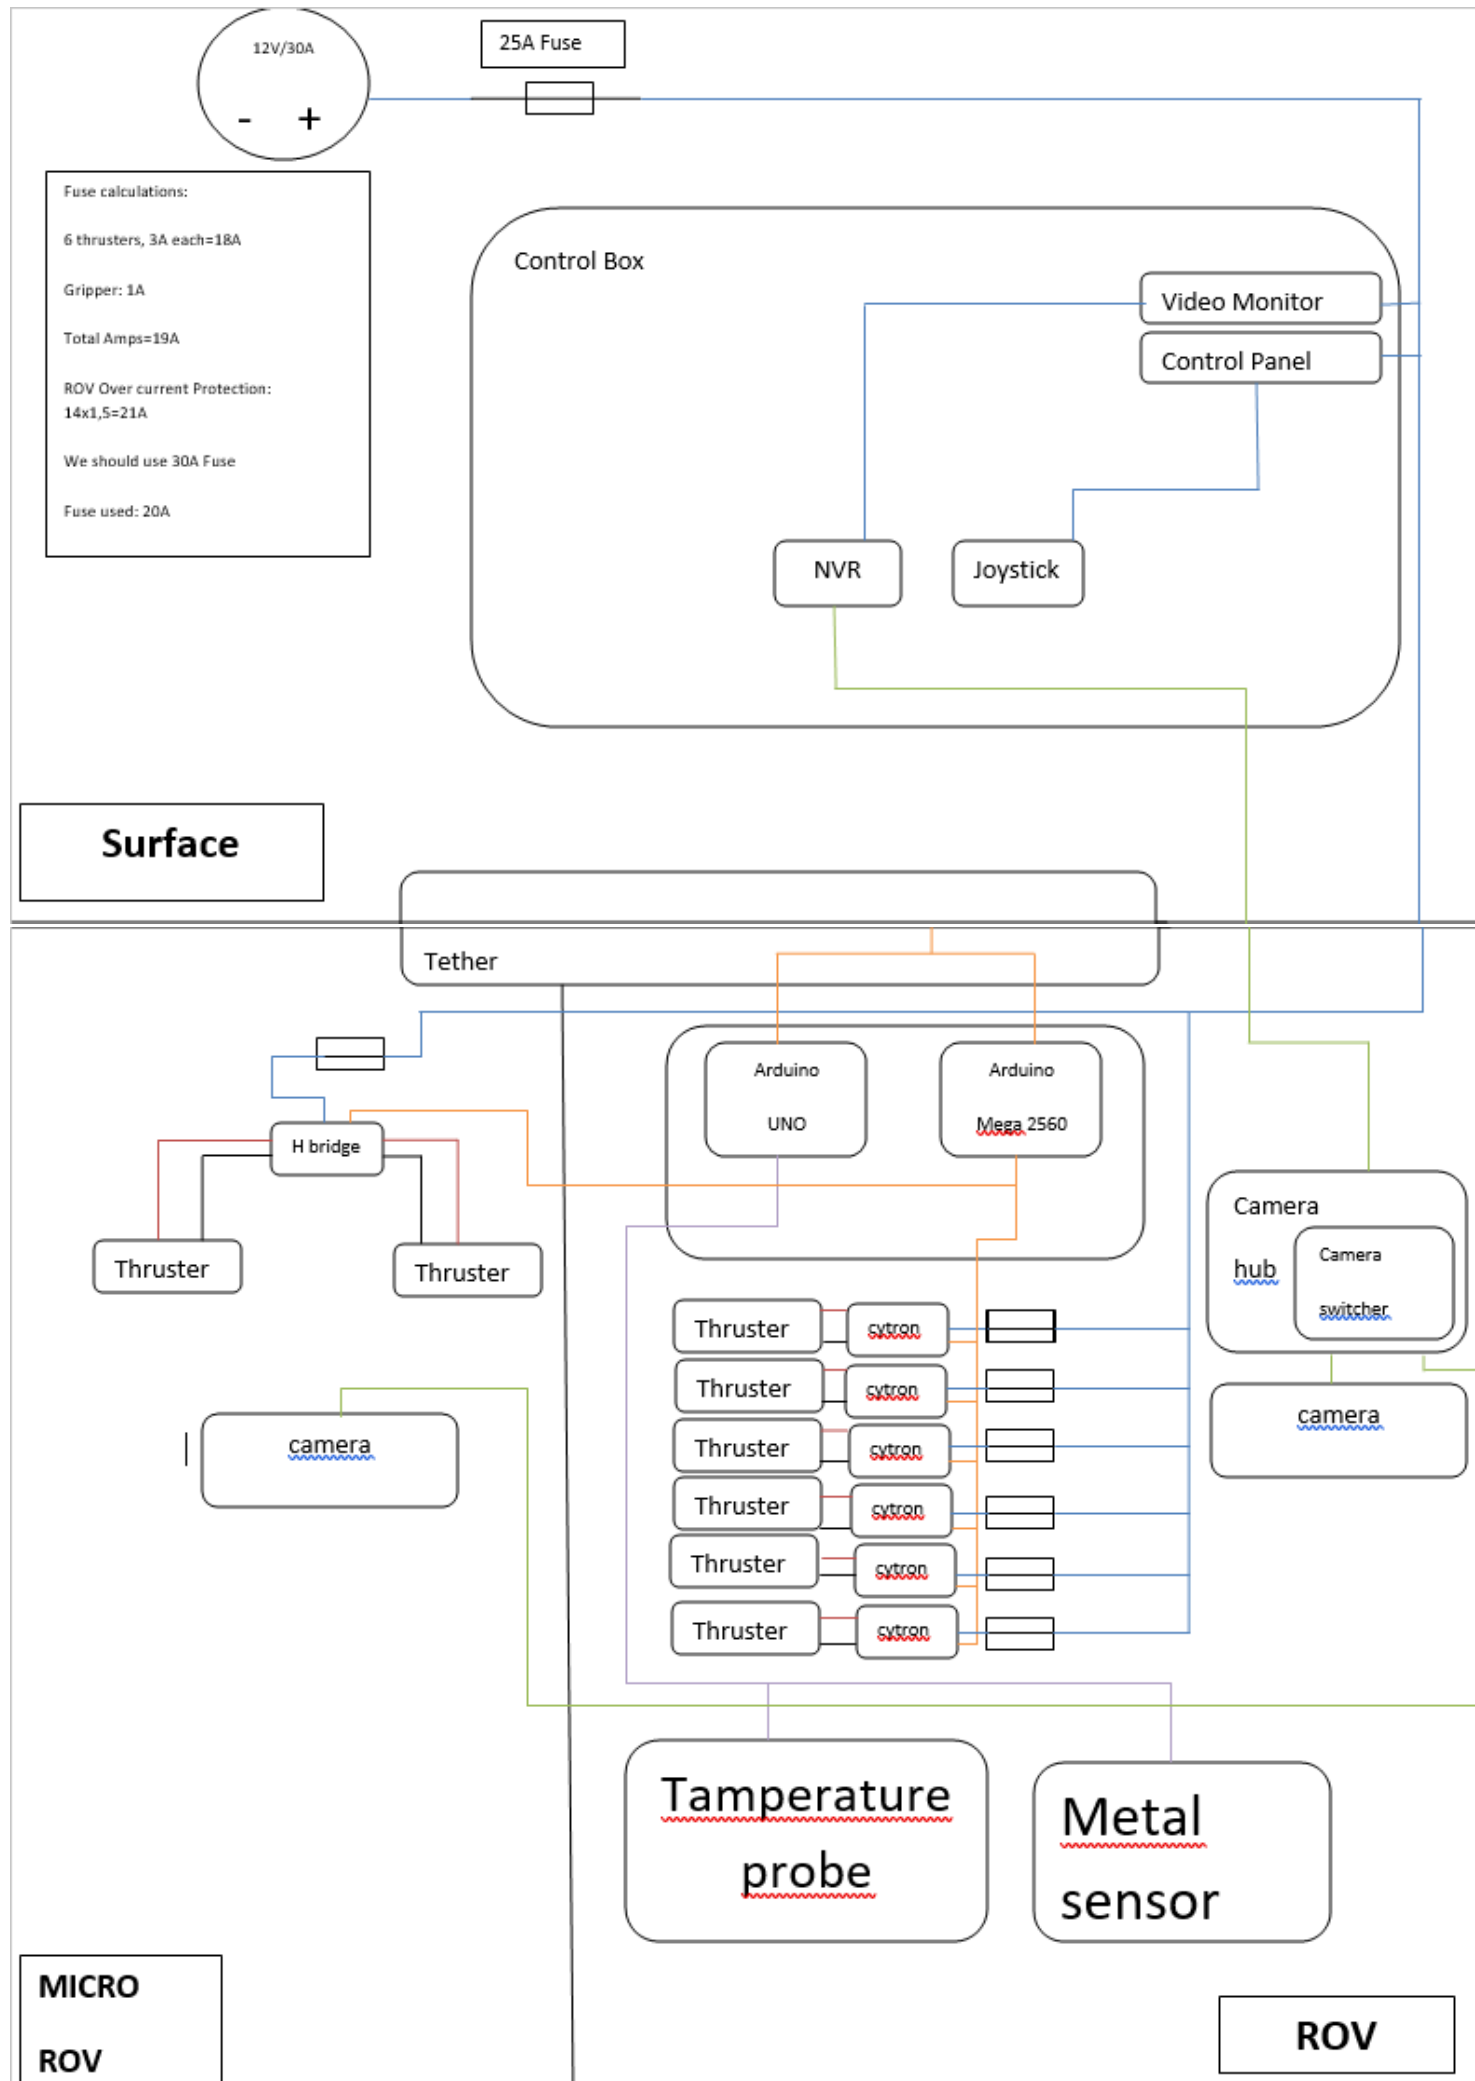 12V/30A
- +
25A Fuse
Fuse calculations:
6 thrusters, 3A each=18A
Gripper: 1A
Total Amps=19A
ROV Over current Protection:
14x1,5=21A
We should use 30A Fuse
Fuse used: 20A
Control Box
Video Monitor
Control Panel
NVR
Joystick
Surface
Tether
Arduino
UNO
Arduino
Mega 2560
H bridge
Thruster
Thruster
Camera
hub
Camera
switcher
camera
camera
Thruster
cytron
Thruster
cytron
Thruster
cytron
Thruster
cytron
Thruster
cytron
Thruster
cytron
Tamperature
probe
Metal
sensor
MICRO
ROV
ROV